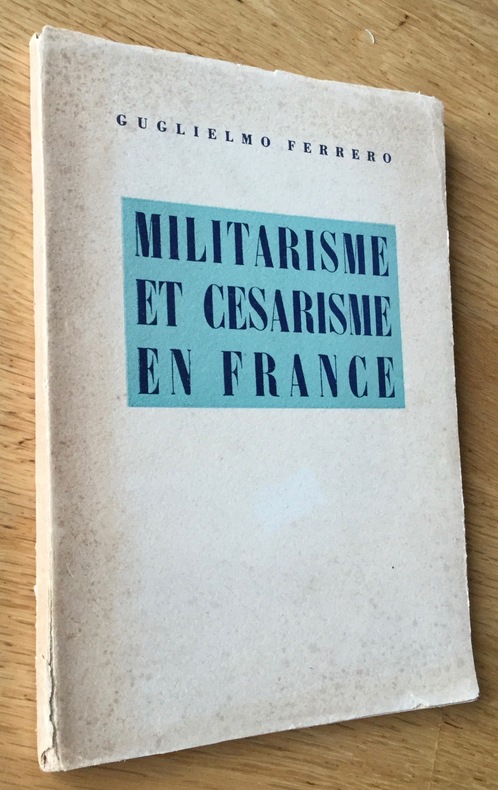 GUGLIELMO FERRERO
MILITARISME
ET CESARISME
EN FRANCE